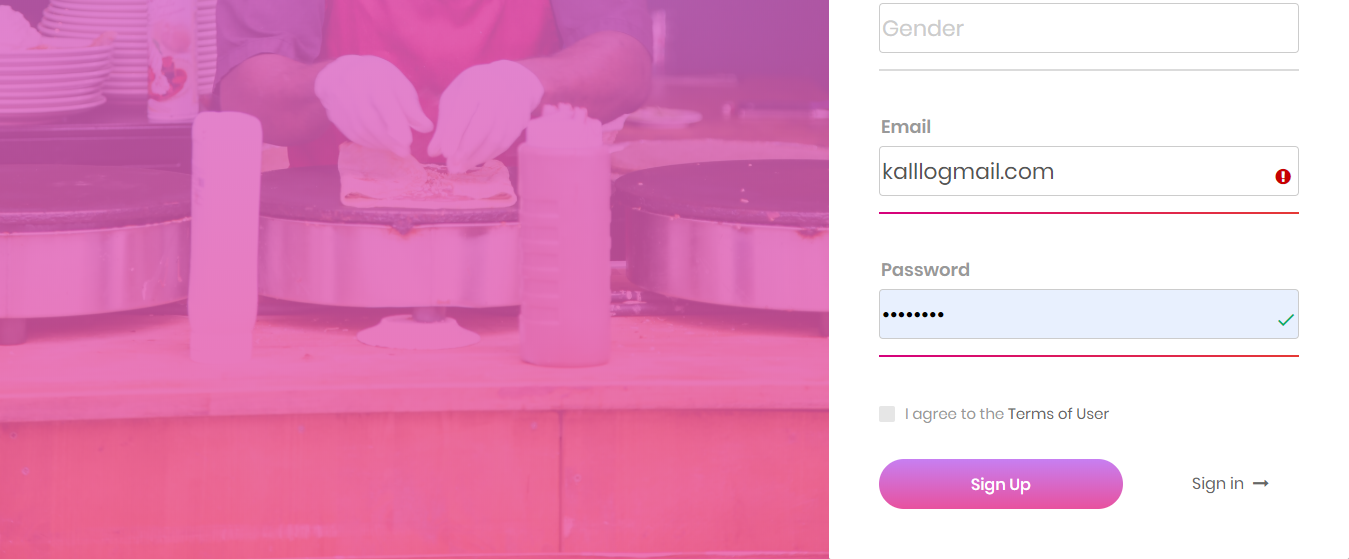 Gender
Email
kalllogmail.com
Password
••••••••
I agree to the Terms of User
Sign Up
Sign in →